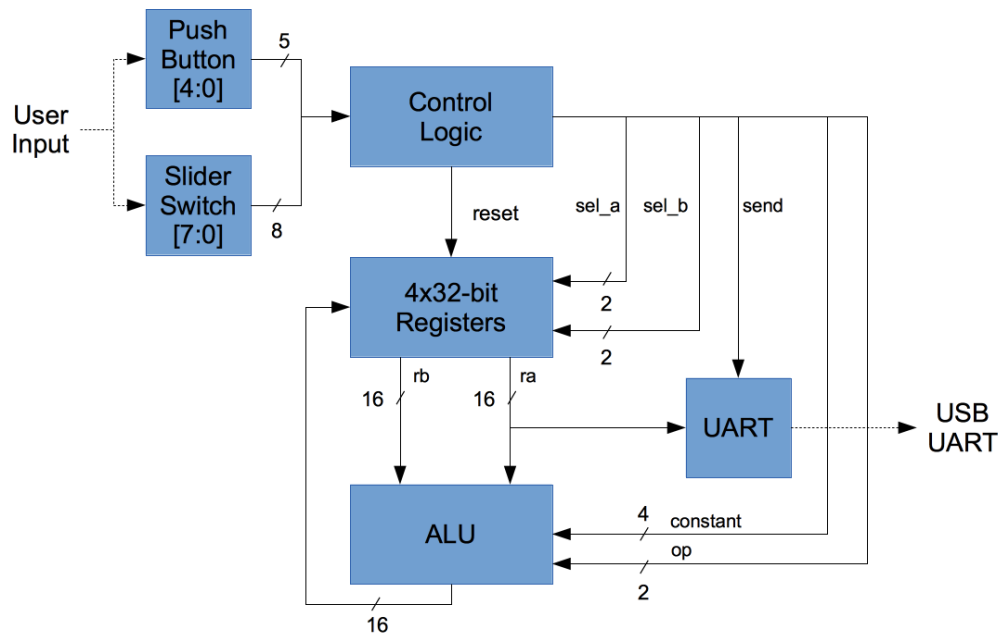 Push
Button
[4:0]
5
User
Input
Slider
Switch
[7:0]
8
Control
Logic
reset
sel_a
sel_b
send
4x32-bit
Registers
2
2
rb
ra
16
16
UART
USB
UART
ALU
4
constant
op
2
16